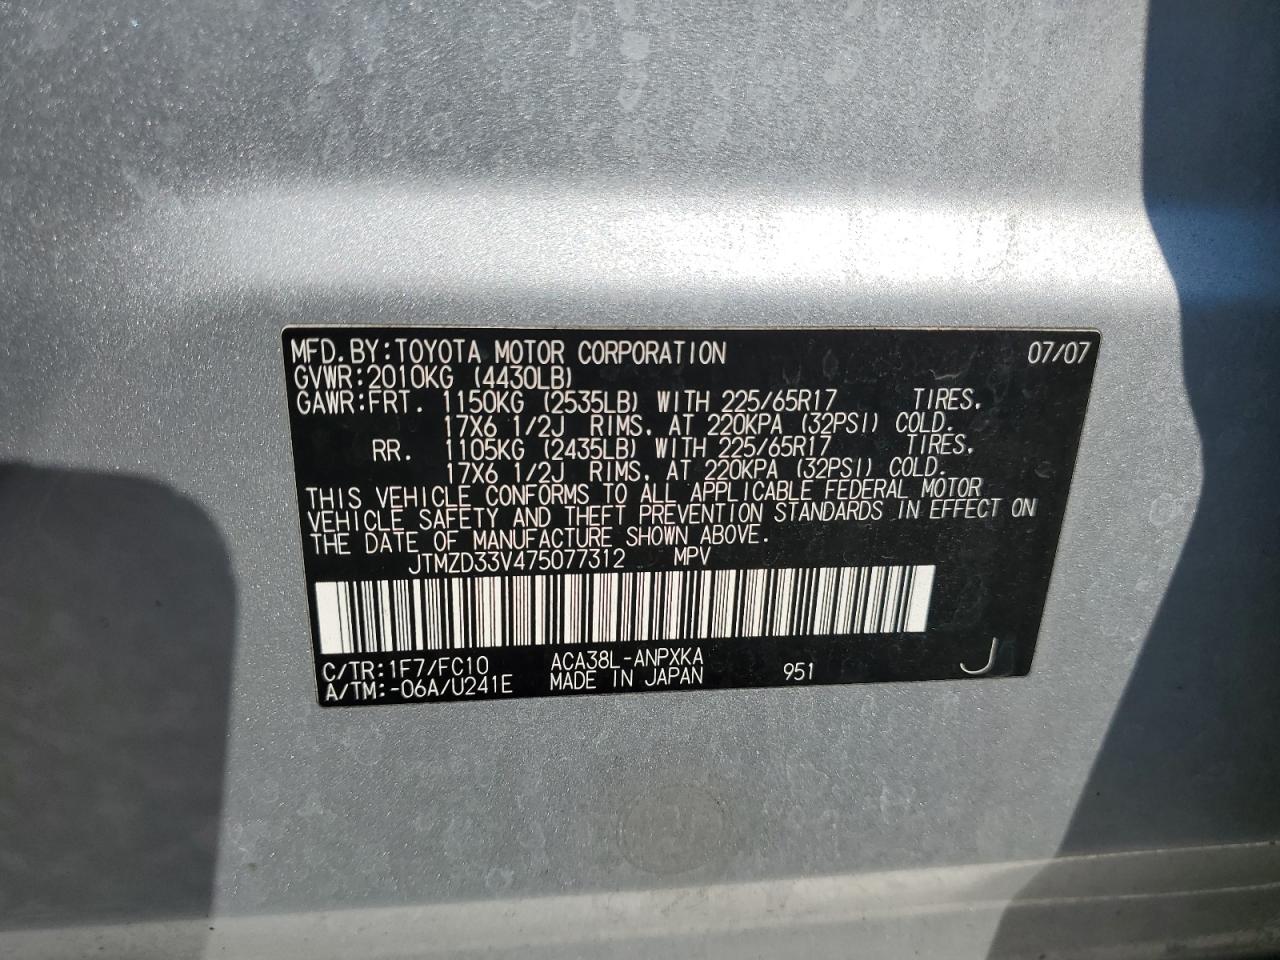 MFD.BY:TOYOTA MOTOR CORPORATION 07/07
GVWR:2010KG (4430LB)
GAWR:FRT. 1150KG (2535LB) WITH 225/65R17 TIRES.
17X6 1/2J RIMS. AT 220KPA (32PSI) COLD.
RR. 1105KG (2435LB) WITH 225/65R17 TIRES.
17X6 1/2J RIMS. AT 220KPA (32PSI) COLD.
THIS VEHICLE CONFORMS TO ALL APPLICABLE FEDERAL MOTOR
VEHICLE SAFETY AND THEFT PREVENTION STANDARDS IN EFFECT ON
THE DATE OF MANUFACTURE SHOWN ABOVE.
JTMZD33V475077312 MPV
C/TR:1F7/FC10 ACA38L-ANPXKA
A/TM:-06A/U241E MADE IN JAPAN 951 J